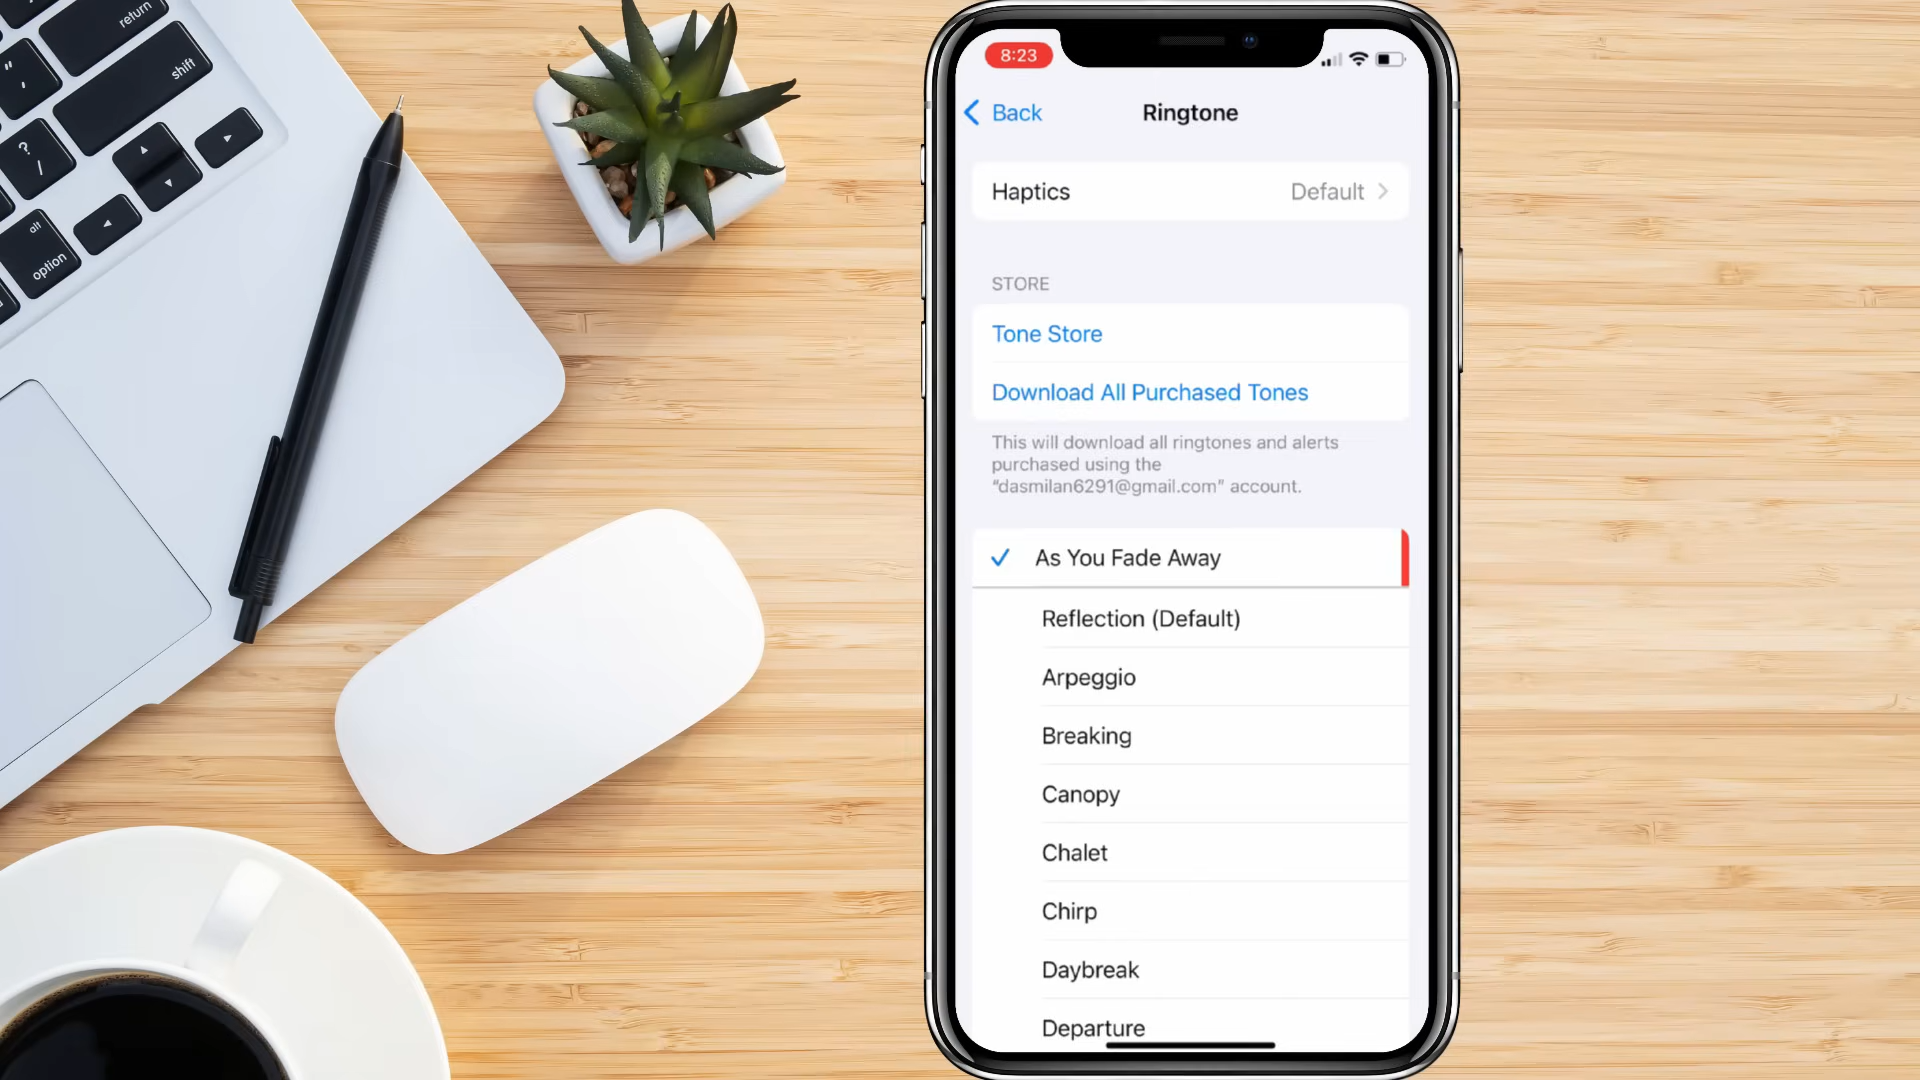 return
shift
" ,
? /
alt
option
8:23
Back
Ringtone
Haptics
Default
STORE
Tone Store
Download All Purchased Tones
This will download all ringtones and alerts
purchased using the
“dasmilan6291@gmail.com” account.
As You Fade Away
Reflection (Default)
Arpeggio
Breaking
Canopy
Chalet
Chirp
Daybreak
Departure